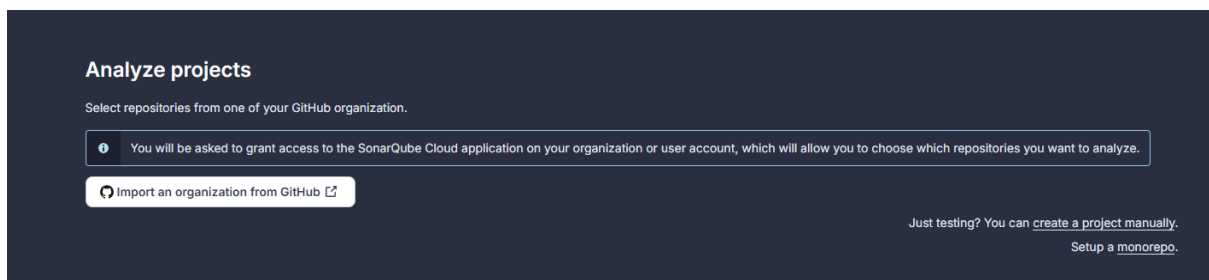 Analyze projects
Select repositories from one of your GitHub organization.
You will be asked to grant access to the SonarQube Cloud application on your organization or user account, which will allow you to choose which repositories you want to analyze.
Import an organization from GitHub
Just testing? You can create a project manually.
Setup a monorepo.